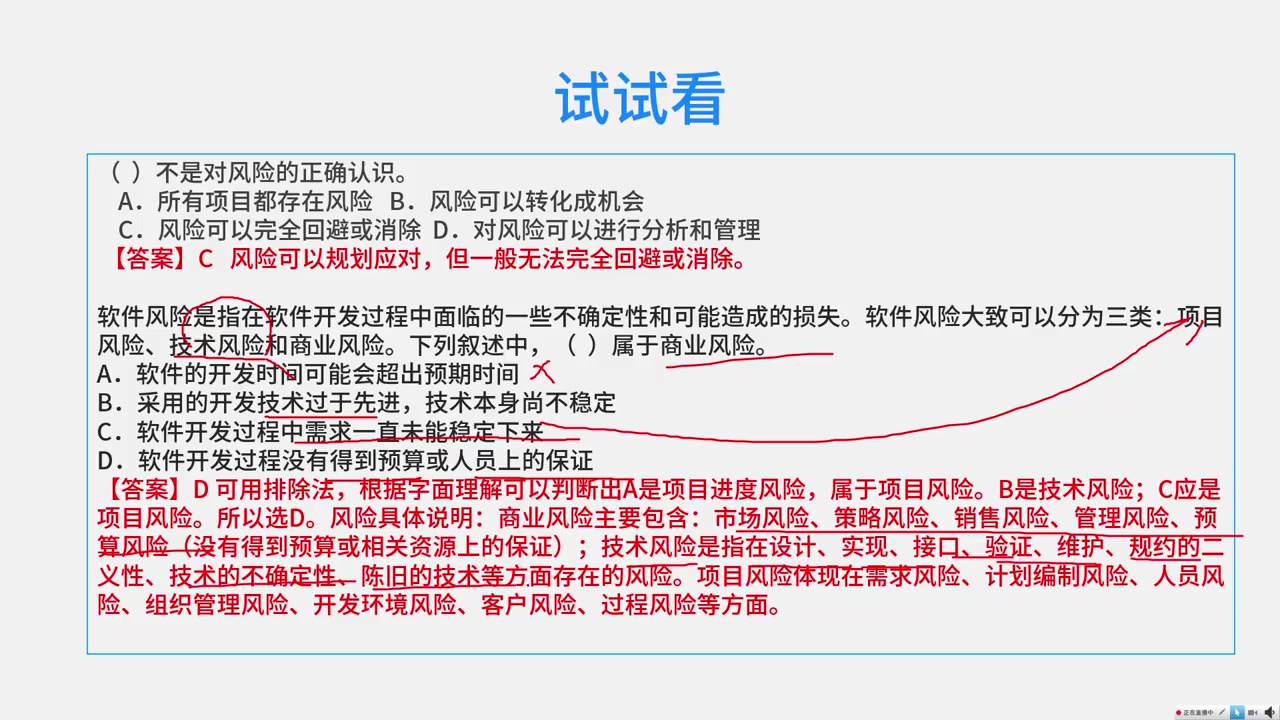 试试看
（ ）不是对风险的正确认识。
A．所有项目都存在风险 B．风险可以转化成机会
C．风险可以完全回避或消除 D．对风险可以进行分析和管理
【答案】C 风险可以规划应对，但一般无法完全回避或消除。
软件风险是指在软件开发过程中面临的一些不确定性和可能造成的损失。软件风险大致可以分为三类：项目
风险、技术风险和商业风险。下列叙述中，（ ）属于商业风险。
A．软件的开发时间可能会超出预期时间
B．采用的开发技术过于先进，技术本身尚不稳定
C．软件开发过程中需求一直未能稳定下来
D．软件开发过程没有得到预算或人员上的保证
【答案】D 可用排除法，根据字面理解可以判断出A是项目进度风险，属于项目风险。B是技术风险；C应是
项目风险。所以选D。风险具体说明：商业风险主要包含：市场风险、策略风险、销售风险、管理风险、预
算风险（没有得到预算或相关资源上的保证）；技术风险是指在设计、实现、接口、验证、维护、规约的二
义性、技术的不确定性、陈旧的技术等方面存在的风险。项目风险体现在需求风险、计划编制风险、人员风
险、组织管理风险、开发环境风险、客户风险、过程风险等方面。
正在直播中